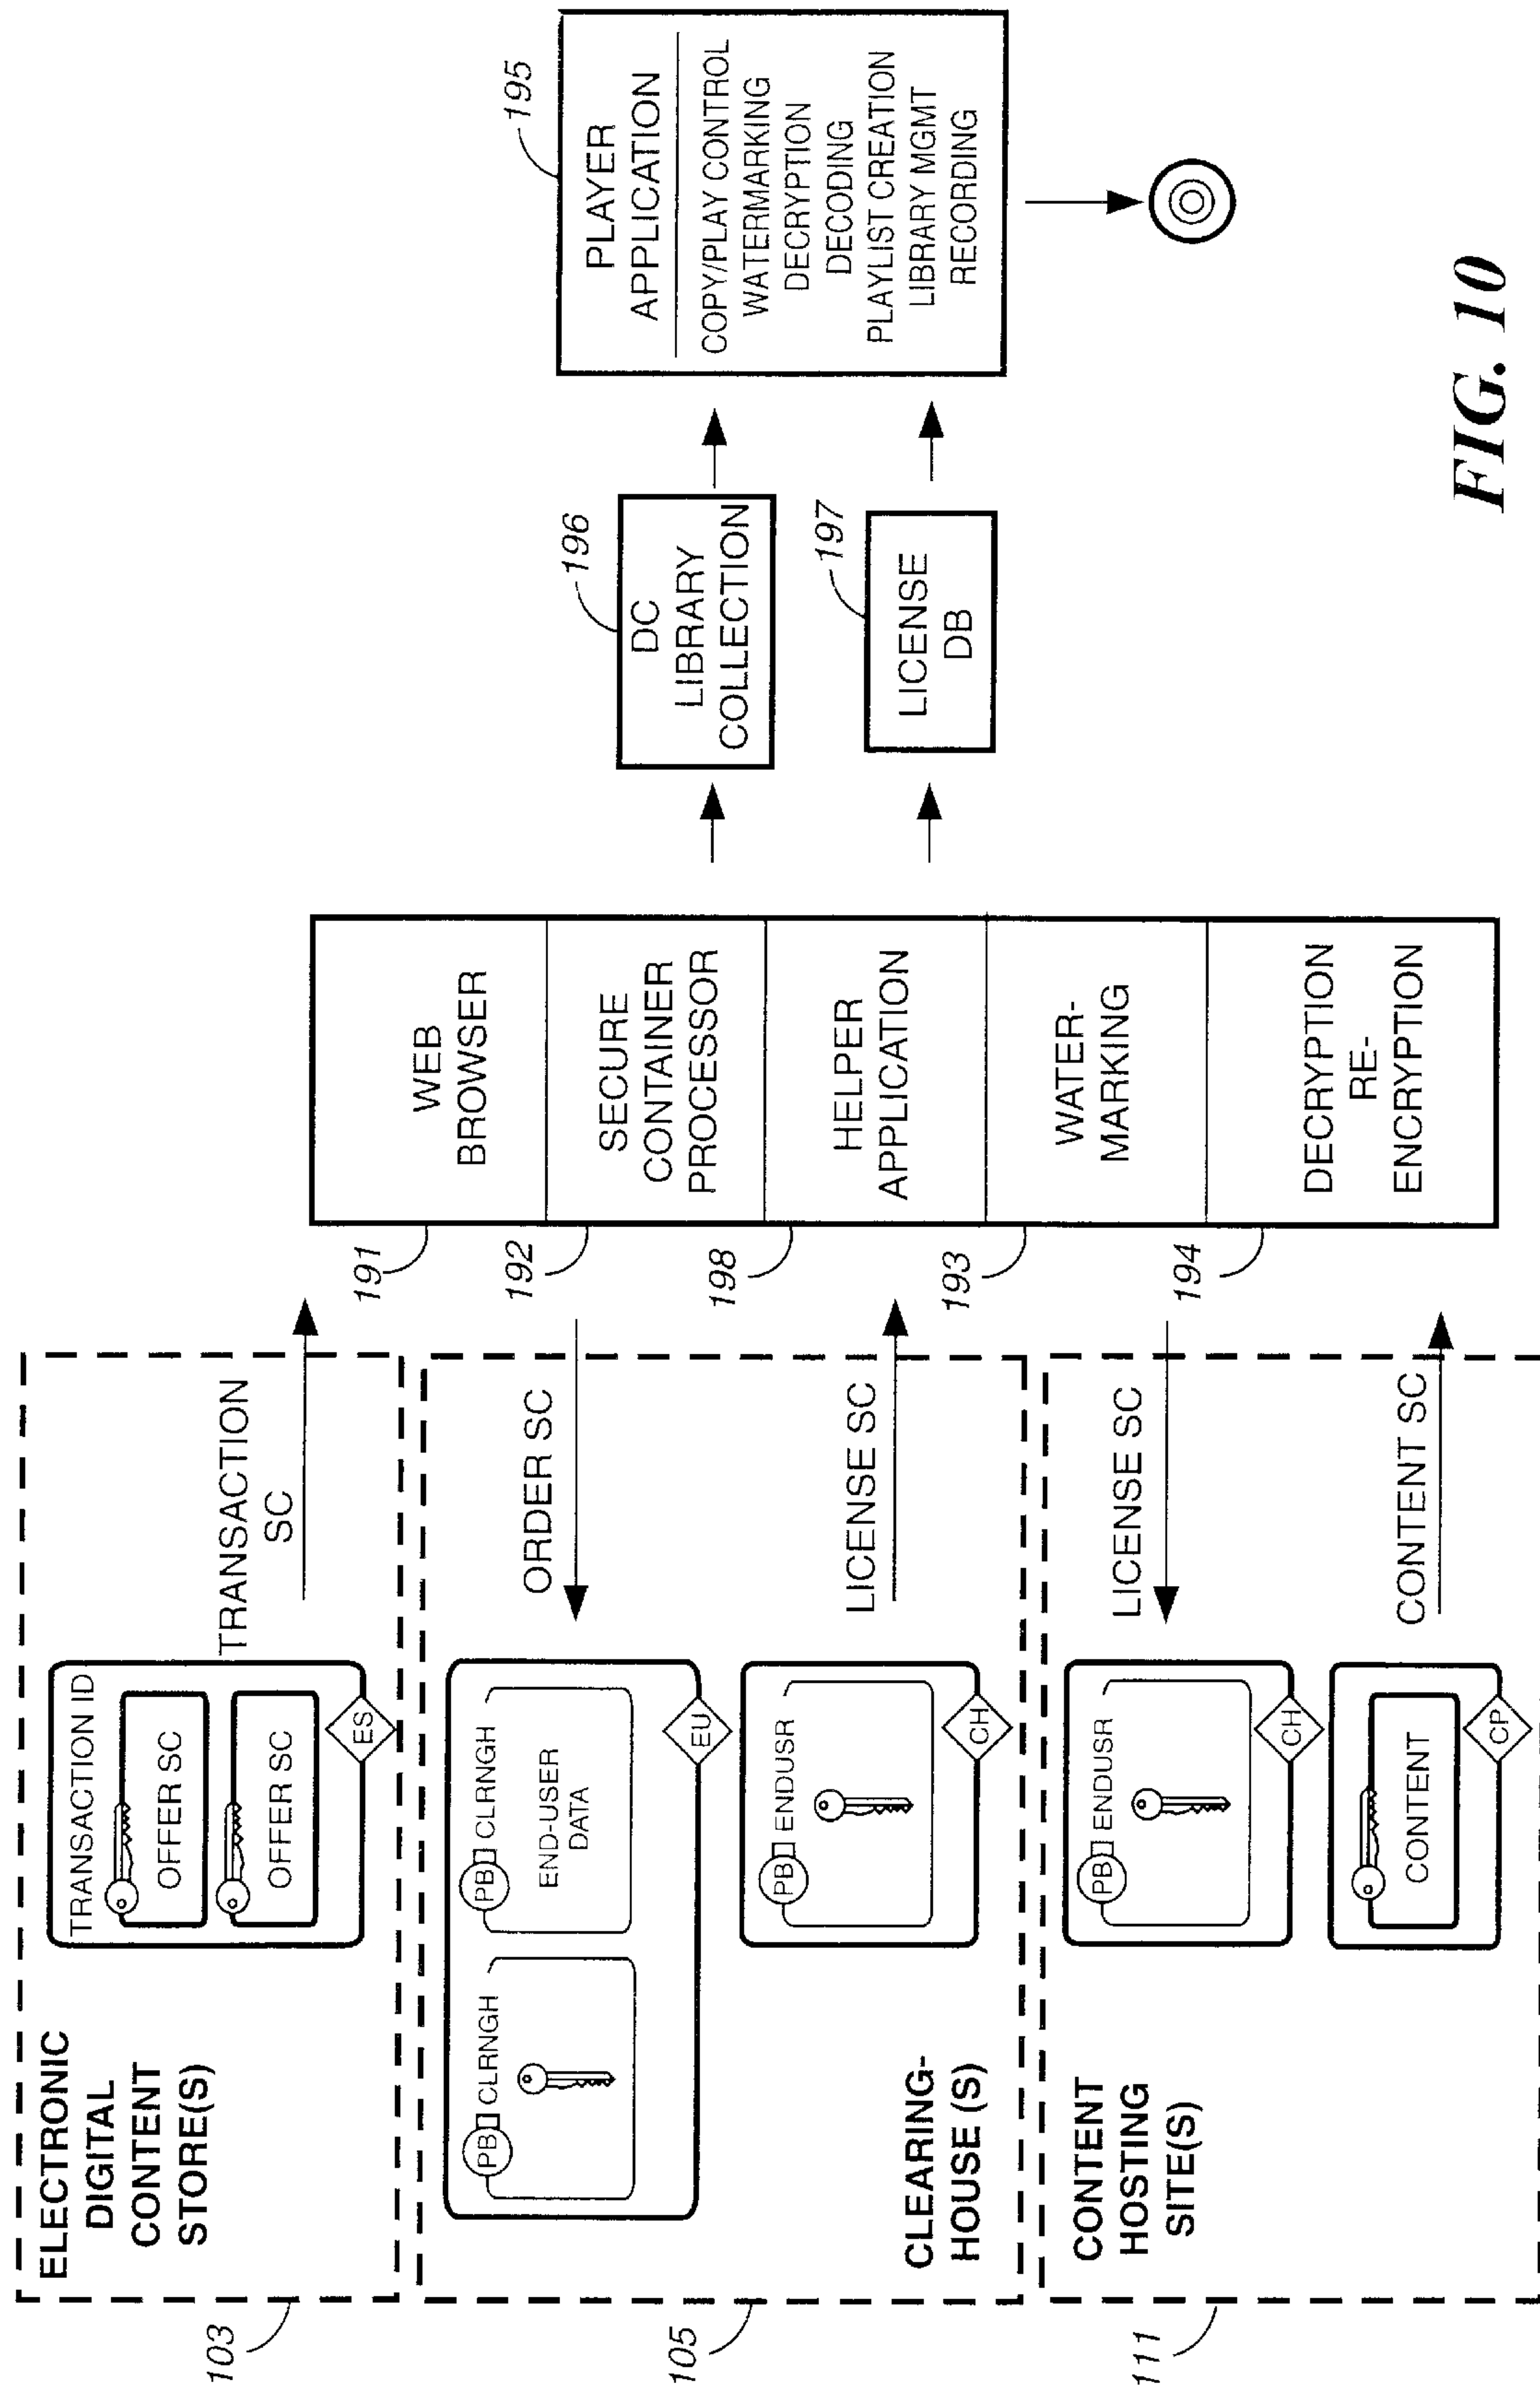 ELECTRONIC
DIGITAL
CONTENT
STORE(S)
103
TRANSACTION ID
OFFER SC
OFFER SC
ES
TRANSACTION
SC
PB CLRNGH
PB CLRNGH
END-USER
DATA
EU
ORDER SC
CLEARING-
HOUSE (S)
105
PB ENDUSR
CH
LICENSE SC
CONTENT
HOSTING
SITE(S)
111
PB ENDUSR
CH
LICENSE SC
CONTENT
CP
CONTENT SC
191
WEB
BROWSER
192
SECURE
CONTAINER
PROCESSOR
198
HELPER
APPLICATION
193
WATER-
MARKING
194
DECRYPTION
RE-
ENCRYPTION
196
DC
LIBRARY
COLLECTION
197
LICENSE
DB
195
PLAYER
APPLICATION
COPY/PLAY CONTROL
WATERMARKING
DECRYPTION
DECODING
PLAYLIST CREATION
LIBRARY MGMT
RECORDING
FIG. 10